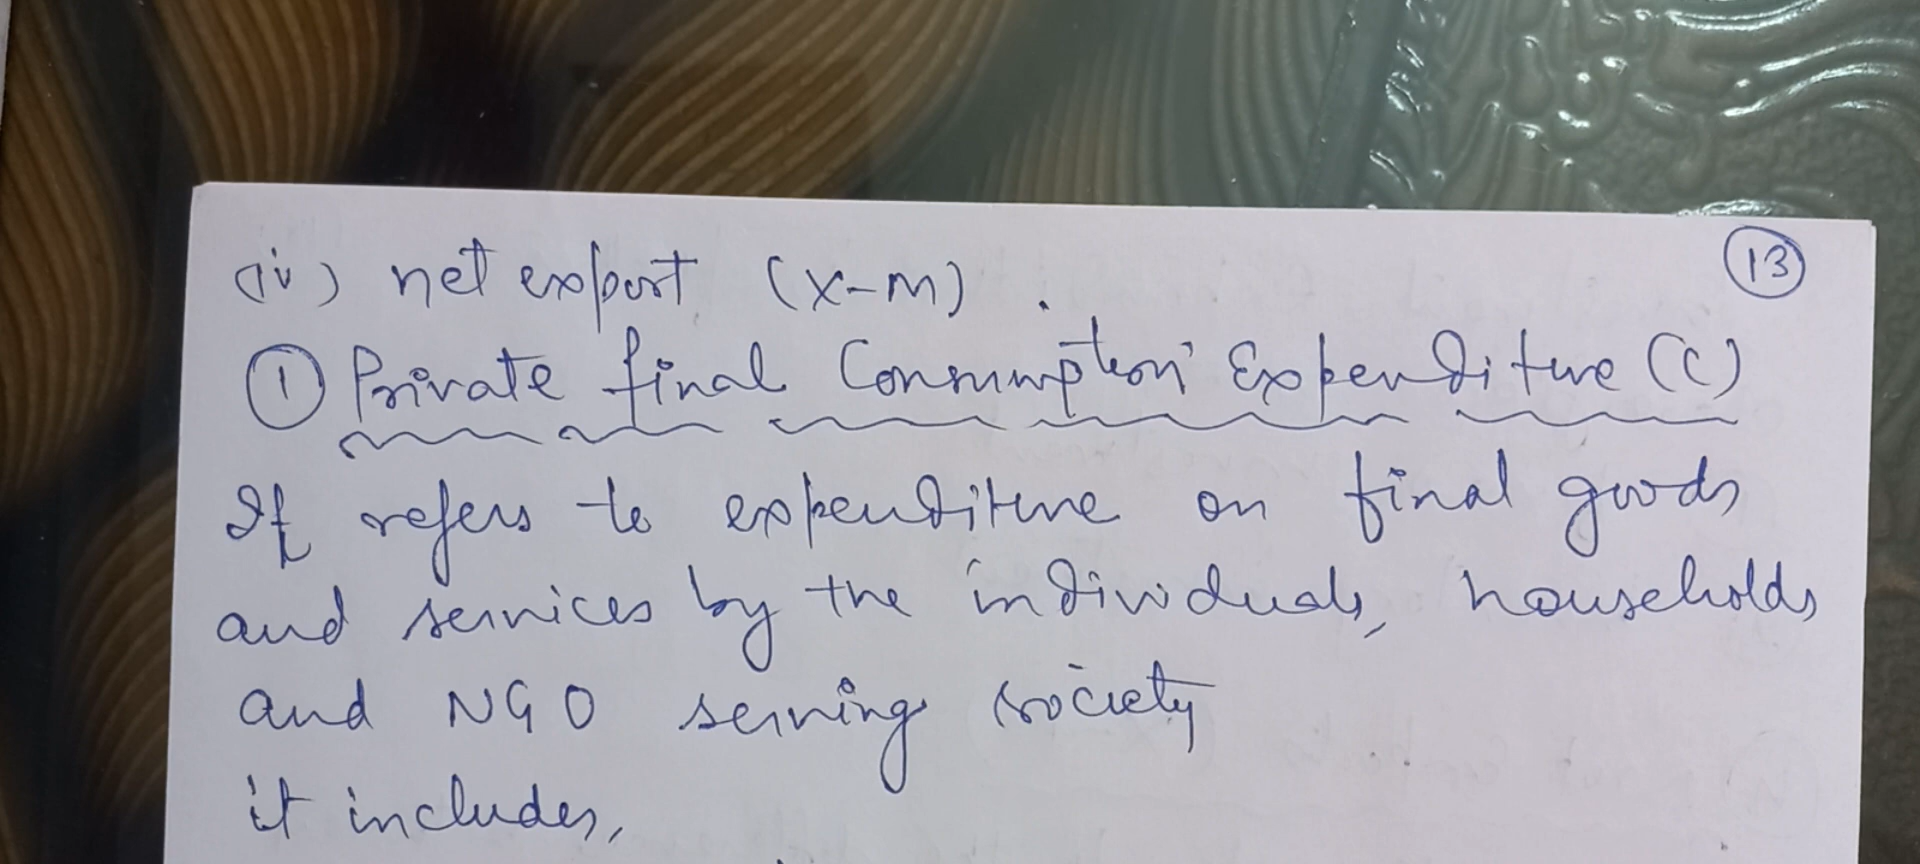 (iv) net export (X-M). 13
① Private final Consumption Expenditure (C)
It refers to expenditure on final goods
and services by the individuals, households
and NGO serving society
it includes,